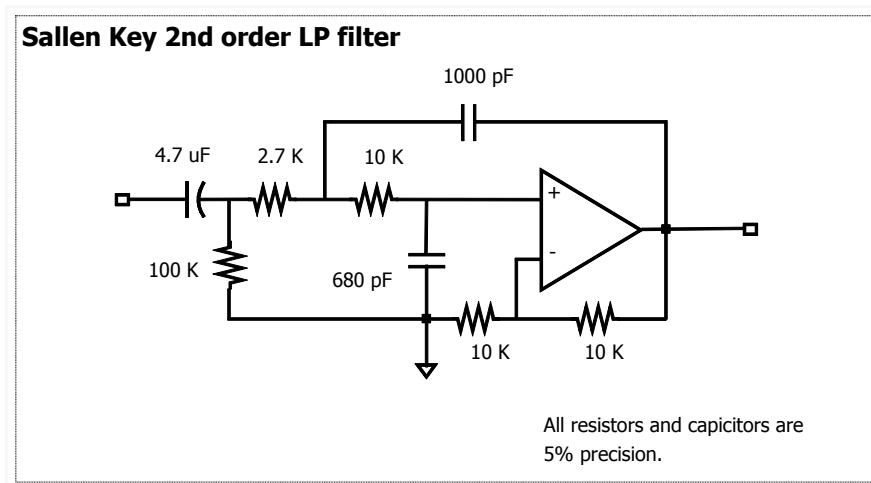 Sallen Key 2nd order LP filter
1000 pF
4.7 uF
2.7 K
10 K
+
-
100 K
680 pF
10 K
10 K
All resistors and capicitors are
5% precision.